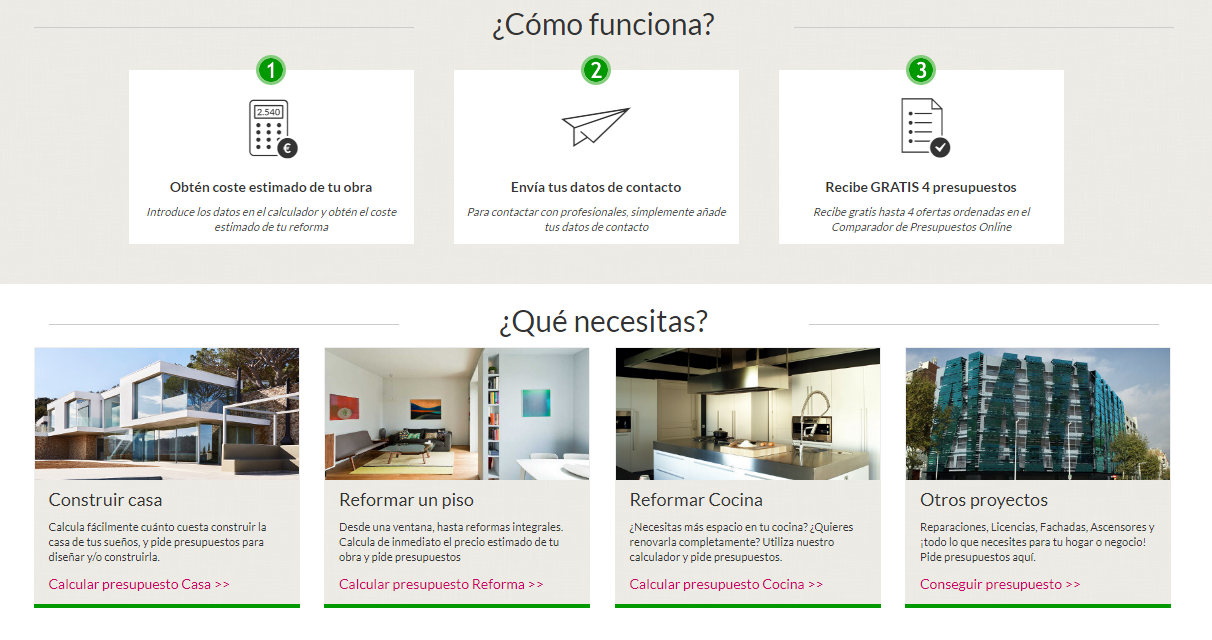 ¿Cómo funciona?
1
2
3
2.540
€
Obtén coste estimado de tu obra
Introduce los datos en el calculador y obtén el coste
estimado de tu reforma
Envía tus datos de contacto
Para contactar con profesionales, simplemente añade
tus datos de contacto
Recibe GRATIS 4 presupuestos
Recibe gratis hasta 4 ofertas ordenadas en el
Comparador de Presupuestos Online
¿Qué necesitas?
Construir casa
Calcula fácilmente cuánto cuesta construir la
casa de tus sueños, y pide presupuestos para
diseñar y/o construirla.
Calcular presupuesto Casa >>
Reformar un piso
Desde una ventana, hasta reformas integrales.
Calcula de inmediato el precio estimado de tu
obra y pide presupuestos
Calcular presupuesto Reforma >>
Reformar Cocina
¿Necesitas más espacio en tu cocina? ¿Quieres
renovarla completamente? Utiliza nuestro
calculador y pide presupuestos.
Calcular presupuesto Cocina >>
Otros proyectos
Reparaciones, Licencias, Fachadas, Ascensores y
¡todo lo que necesites para tu hogar o negocio!
Pide presupuestos aquí.
Conseguir presupuesto >>